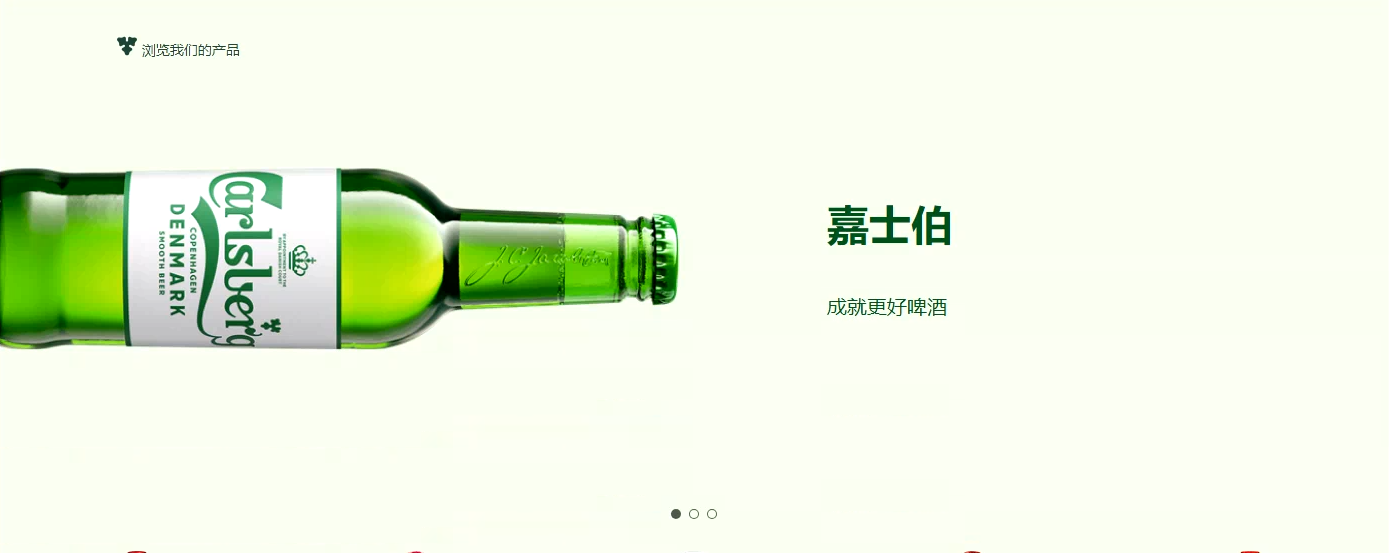 浏览我们的产品
Carlsberg
COPENHAGEN
DENMARK
SMOOTH BEER
嘉士伯
成就更好啤酒